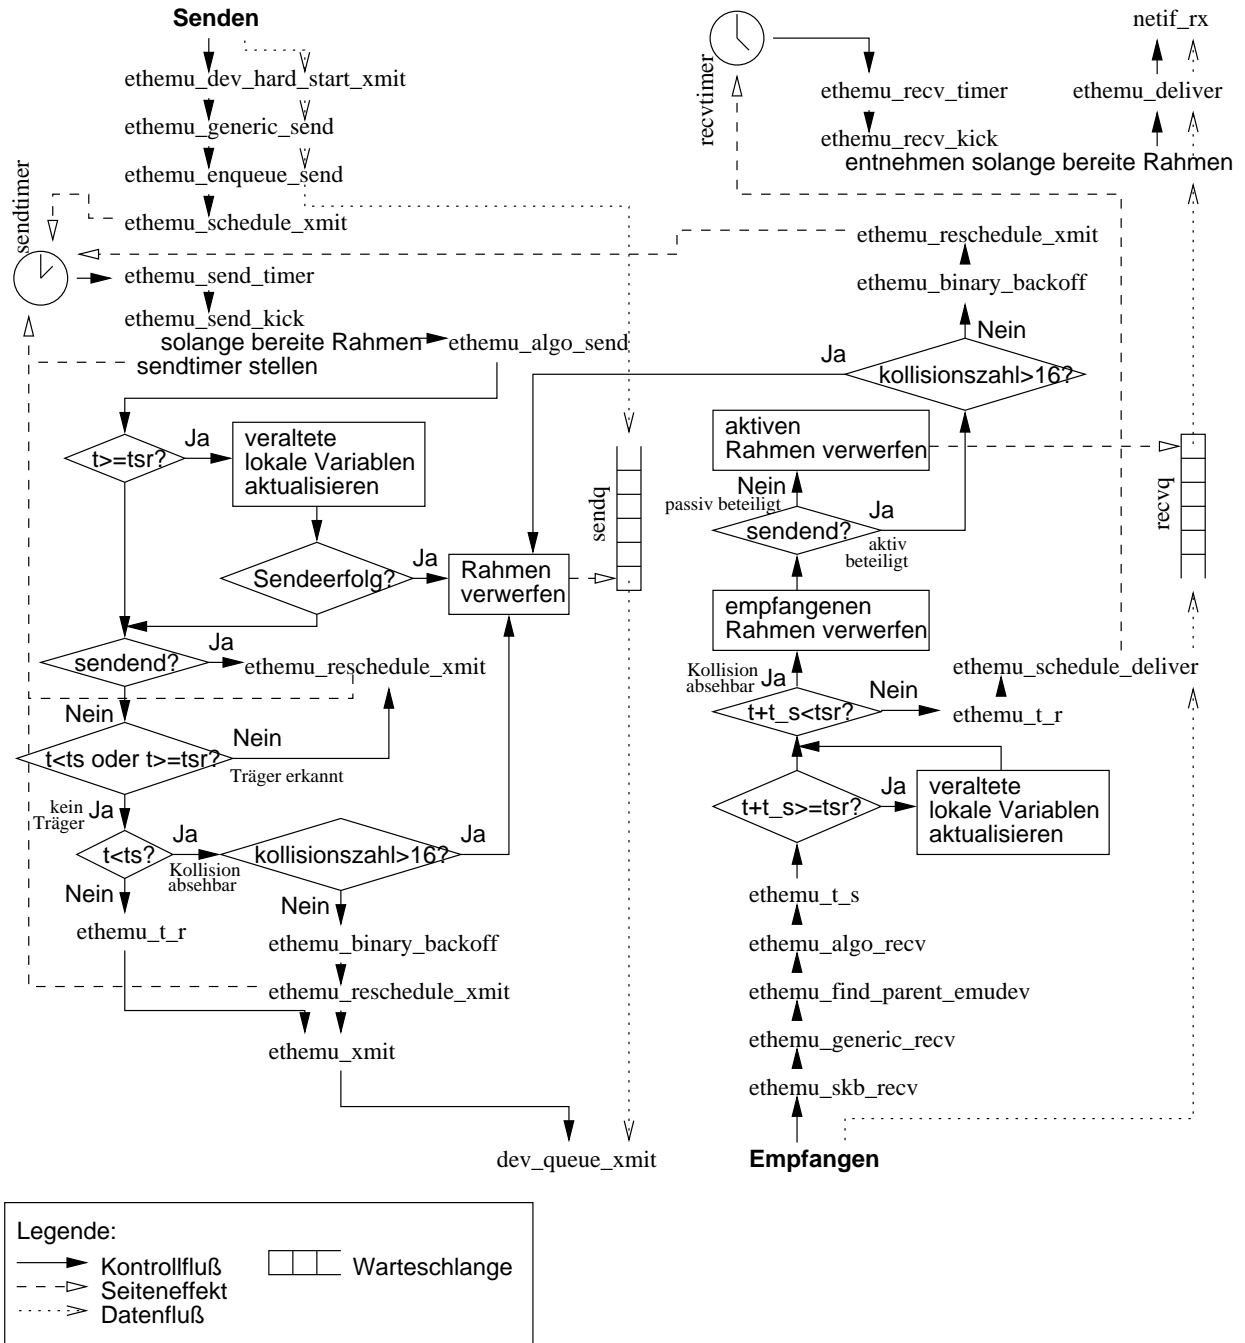 Senden
ethemu_dev_hard_start_xmit
ethemu_generic_send
ethemu_enqueue_send
ethemu_schedule_xmit
sendtimer
ethemu_send_timer
ethemu_send_kick
solange bereite Rahmen
ethemu_algo_send
sendtimer stellen
t>=tsr?
Ja
veraltete
lokale Variablen
aktualisieren
Sendeerfolg?
Ja
Rahmen
verwerfen
sendq
sendend?
Ja
ethemu_reschedule_xmit
Nein
t<ts oder t>=tsr?
Nein
Träger erkannt
kein
Träger
Ja
t<ts?
Ja
Kollision
absehbar
kollisionszahl>16?
Ja
Nein
ethemu_t_r
Nein
ethemu_binary_backoff
ethemu_reschedule_xmit
ethemu_xmit
dev_queue_xmit
recvtimer
ethemu_recv_timer
ethemu_recv_kick
entnehmen solange bereite Rahmen
netif_rx
ethemu_deliver
ethemu_reschedule_xmit
ethemu_binary_backoff
Nein
Ja
kollisionszahl>16?
aktiven
Rahmen verwerfen
recvq
Nein
passiv beteiligt
sendend?
Ja
aktiv
beteiligt
empfangenen
Rahmen verwerfen
Kollision
absehbar
Ja
t+t_s<tsr?
Nein
ethemu_schedule_deliver
ethemu_t_r
t+t_s>=tsr?
Ja
veraltete
lokale Variablen
aktualisieren
ethemu_t_s
ethemu_algo_recv
ethemu_find_parent_emudev
ethemu_generic_recv
ethemu_skb_recv
Empfangen
Legende:
Kontrollfluß
Seiteneffekt
Datenfluß
Warteschlange